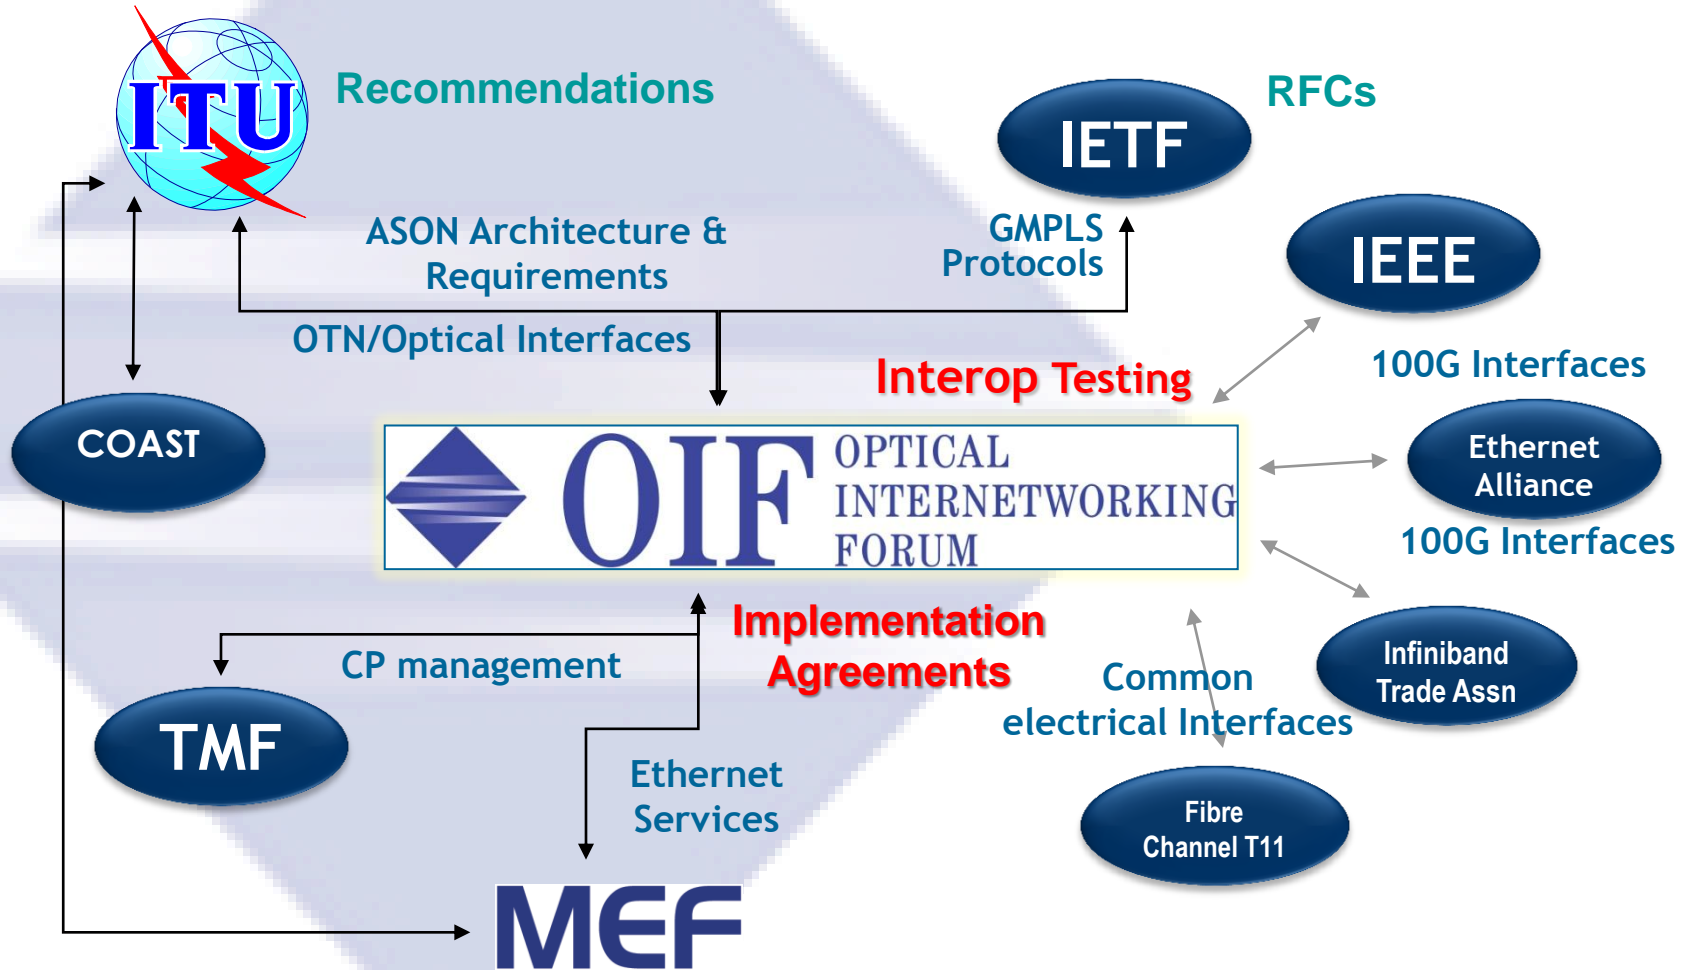 ITU
Recommendations
RFCs
IETF
ASON Architecture &
Requirements
GMPLS
Protocols
IEEE
OTN/Optical Interfaces
Interop Testing
100G Interfaces
COAST
OIF
OPTICAL
INTERNETWORKING
FORUM
Ethernet
Alliance
100G Interfaces
Implementation
Agreements
CP management
Common
electrical Interfaces
Infiniband
Trade Assn
TMF
Ethernet
Services
Fibre
Channel T11
MEF